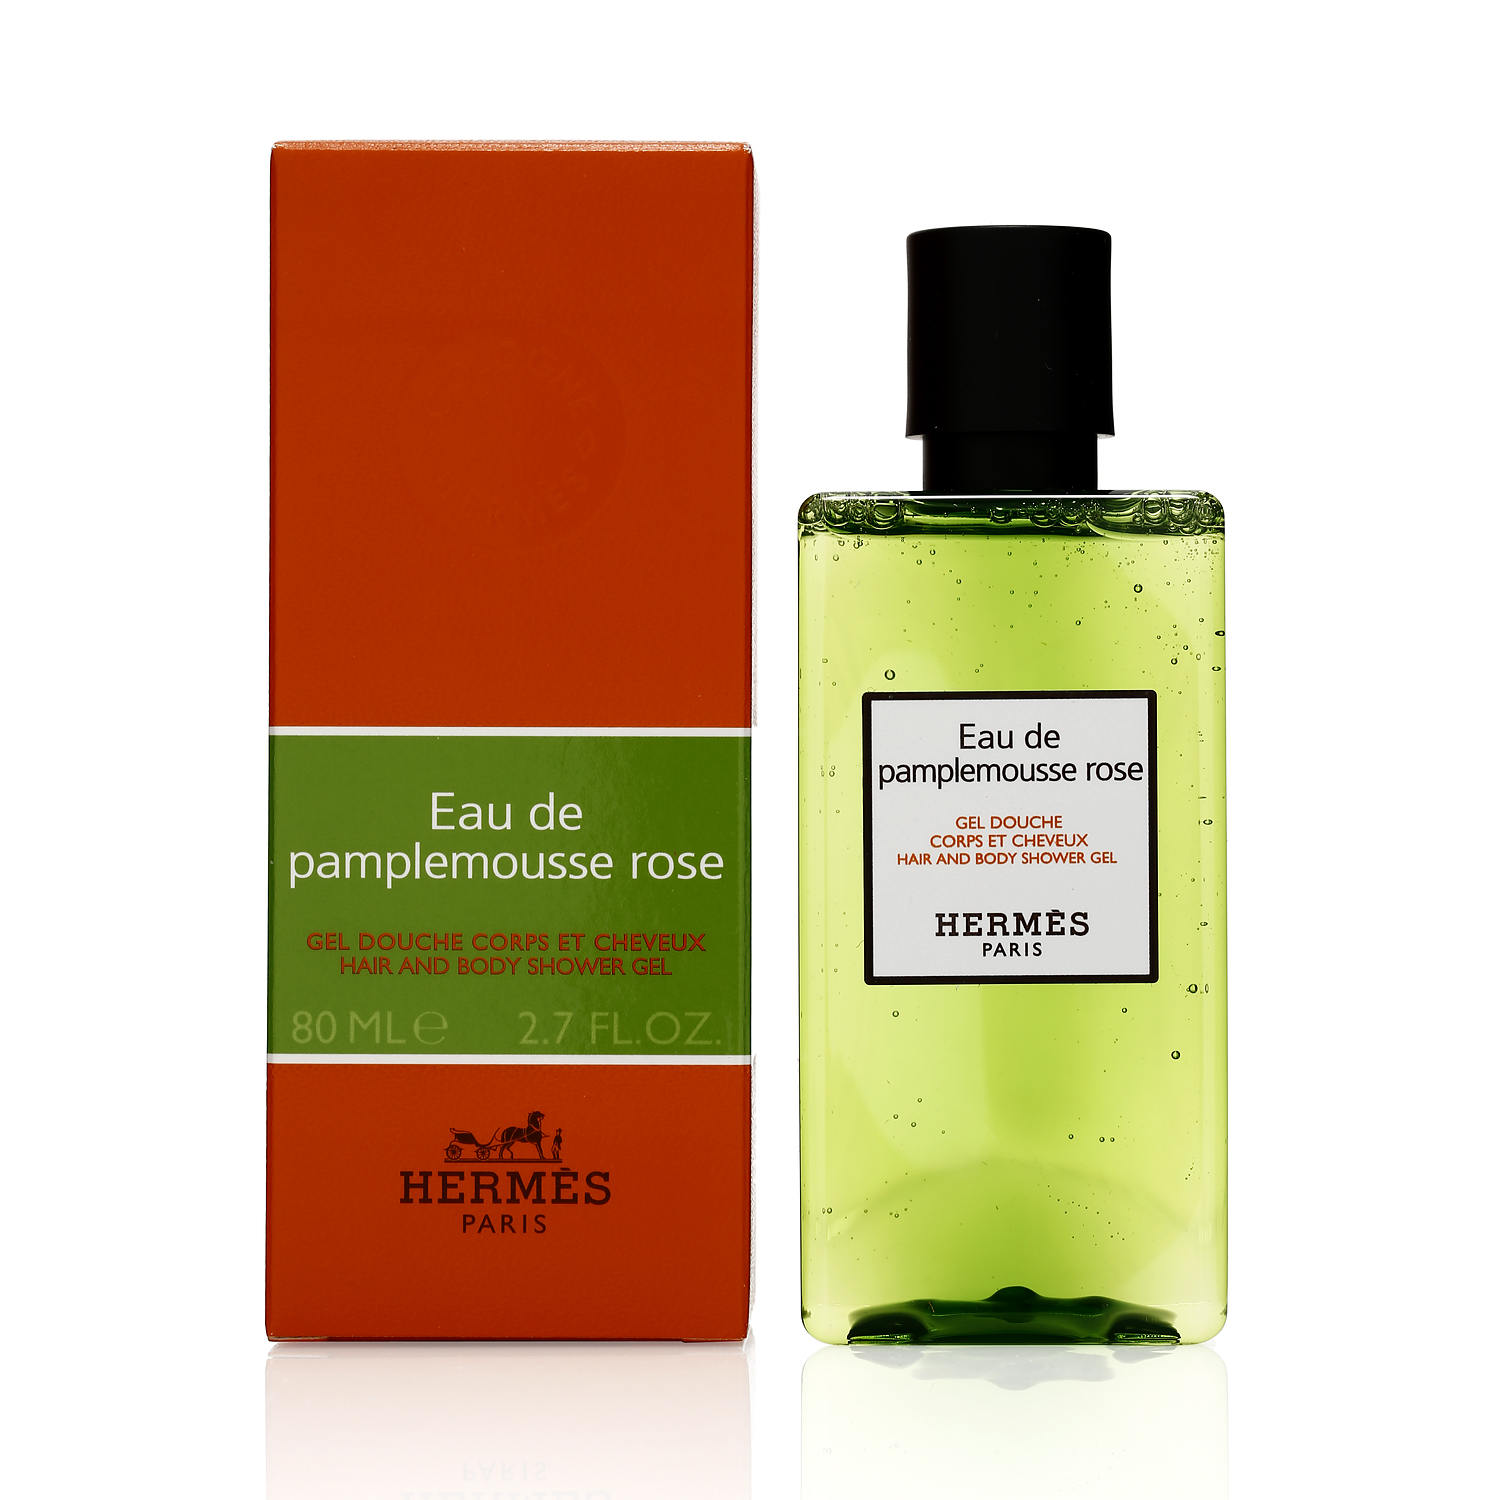 Eau de
pamplemousse rose
GEL DOUCHE CORPS ET CHEVEUX
HAIR AND BODY SHOWER GEL
80 ML e 2.7 FL.OZ.
HERMÈS
PARIS
Eau de
pamplemousse rose
GEL DOUCHE
CORPS ET CHEVEUX
HAIR AND BODY SHOWER GEL
HERMÈS
PARIS